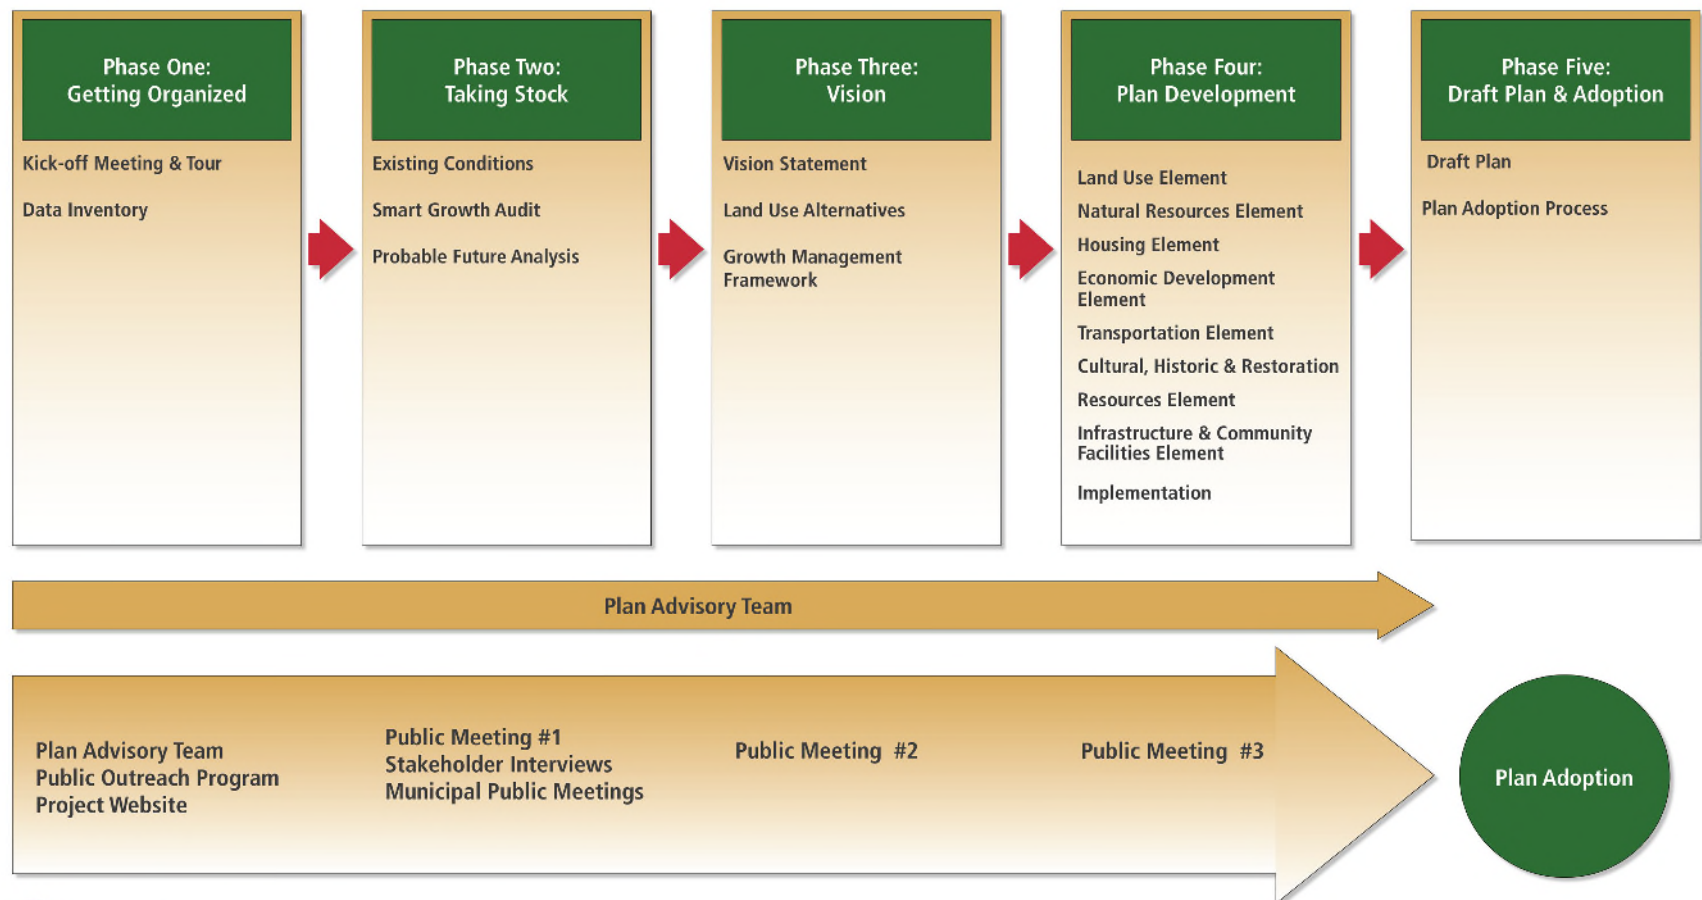 Phase One:
Getting Organized
Kick-off Meeting & Tour
Data Inventory
Phase Two:
Taking Stock
Existing Conditions
Smart Growth Audit
Probable Future Analysis
Phase Three:
Vision
Vision Statement
Land Use Alternatives
Growth Management
Framework
Phase Four:
Plan Development
Land Use Element
Natural Resources Element
Housing Element
Economic Development
Element
Transportation Element
Cultural, Historic & Restoration
Resources Element
Infrastructure & Community
Facilities Element
Implementation
Phase Five:
Draft Plan & Adoption
Draft Plan
Plan Adoption Process
Plan Advisory Team
Plan Advisory Team
Public Outreach Program
Project Website
Public Meeting #1
Stakeholder Interviews
Municipal Public Meetings
Public Meeting #2
Public Meeting #3
Plan Adoption